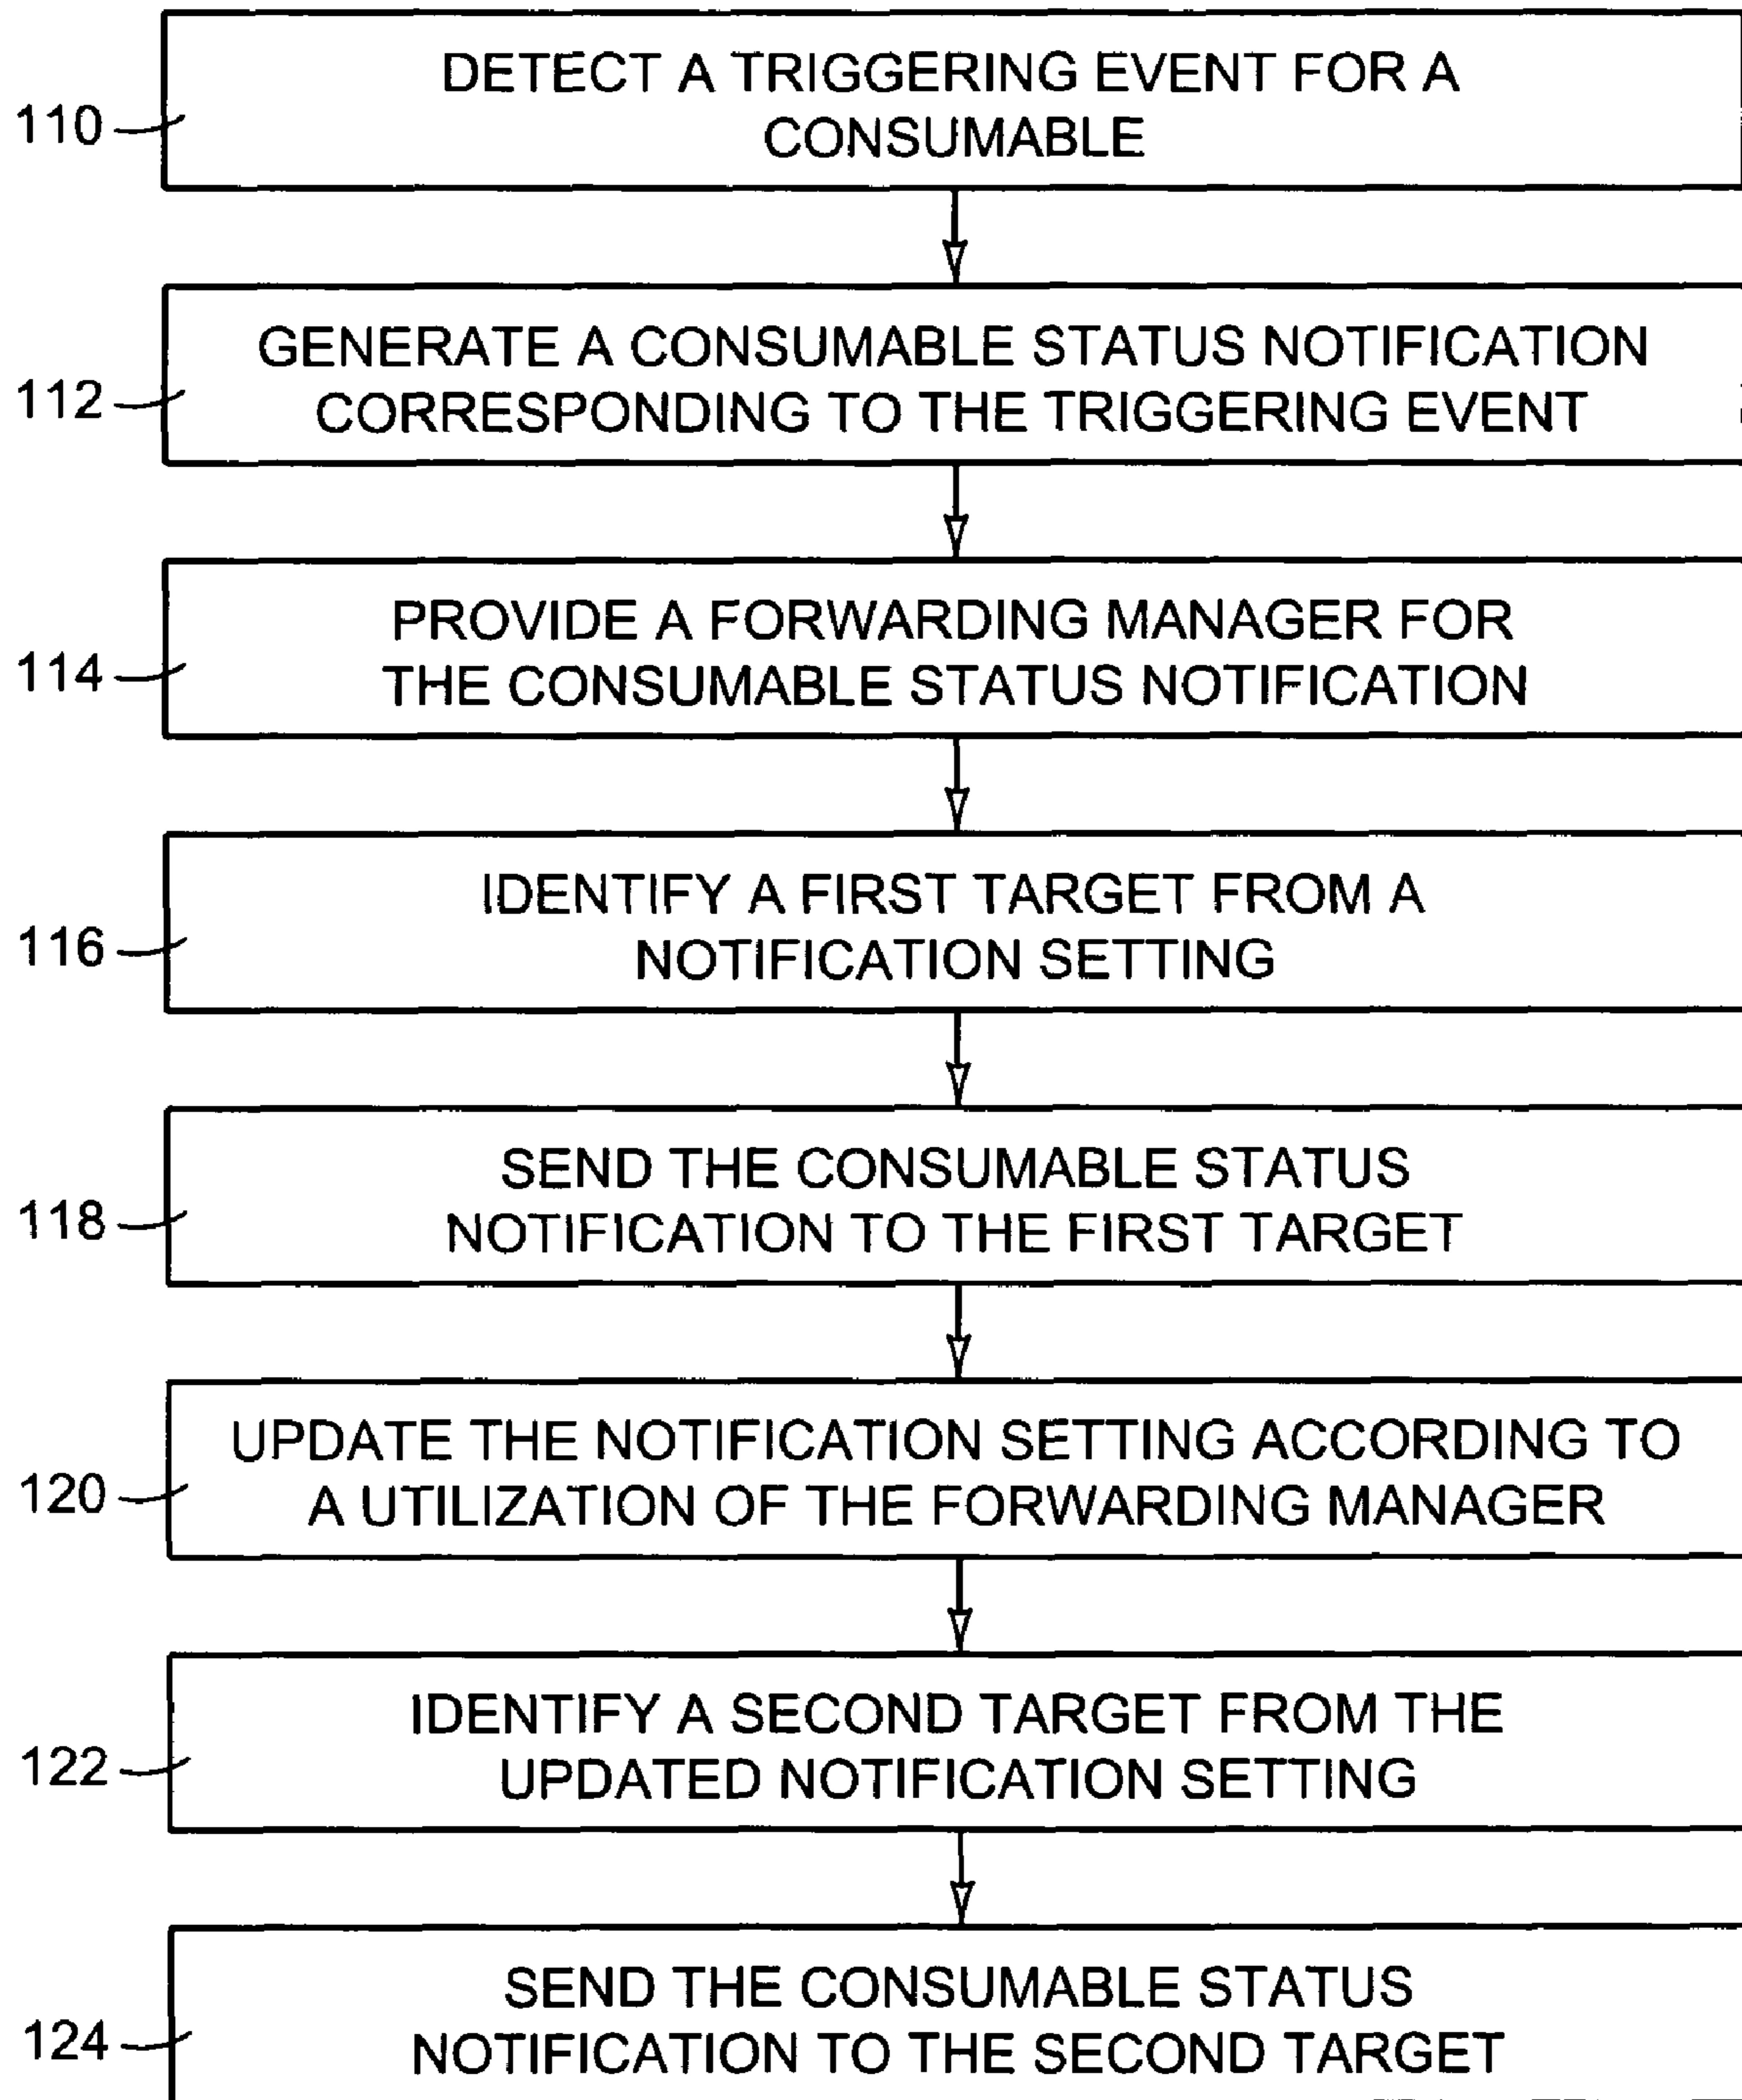 DETECT A TRIGGERING EVENT FOR A
CONSUMABLE
110
GENERATE A CONSUMABLE STATUS NOTIFICATION
CORRESPONDING TO THE TRIGGERING EVENT
112
PROVIDE A FORWARDING MANAGER FOR
THE CONSUMABLE STATUS NOTIFICATION
114
IDENTIFY A FIRST TARGET FROM A
NOTIFICATION SETTING
116
SEND THE CONSUMABLE STATUS
NOTIFICATION TO THE FIRST TARGET
118
UPDATE THE NOTIFICATION SETTING ACCORDING TO
A UTILIZATION OF THE FORWARDING MANAGER
120
IDENTIFY A SECOND TARGET FROM THE
UPDATED NOTIFICATION SETTING
122
SEND THE CONSUMABLE STATUS
NOTIFICATION TO THE SECOND TARGET
124